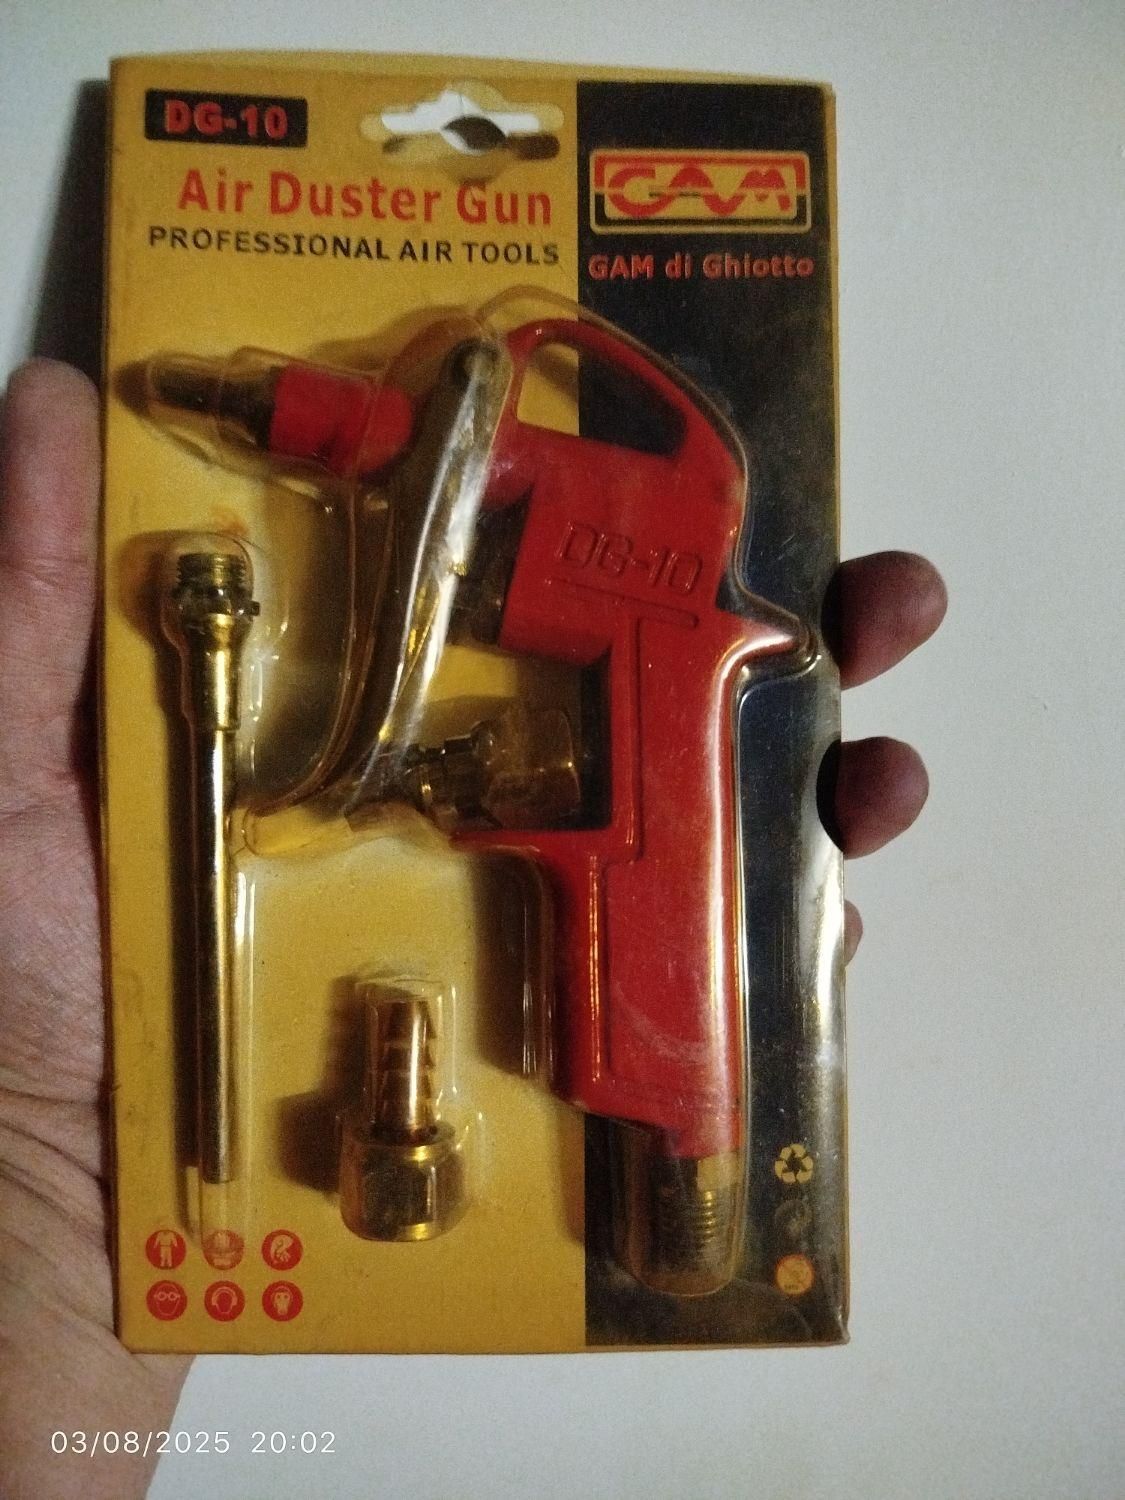 DG-10
Air Duster Gun
PROFESSIONAL AIR TOOLS
GAM
GAM di Ghiotto
DG-10
03/08/2025 20:02